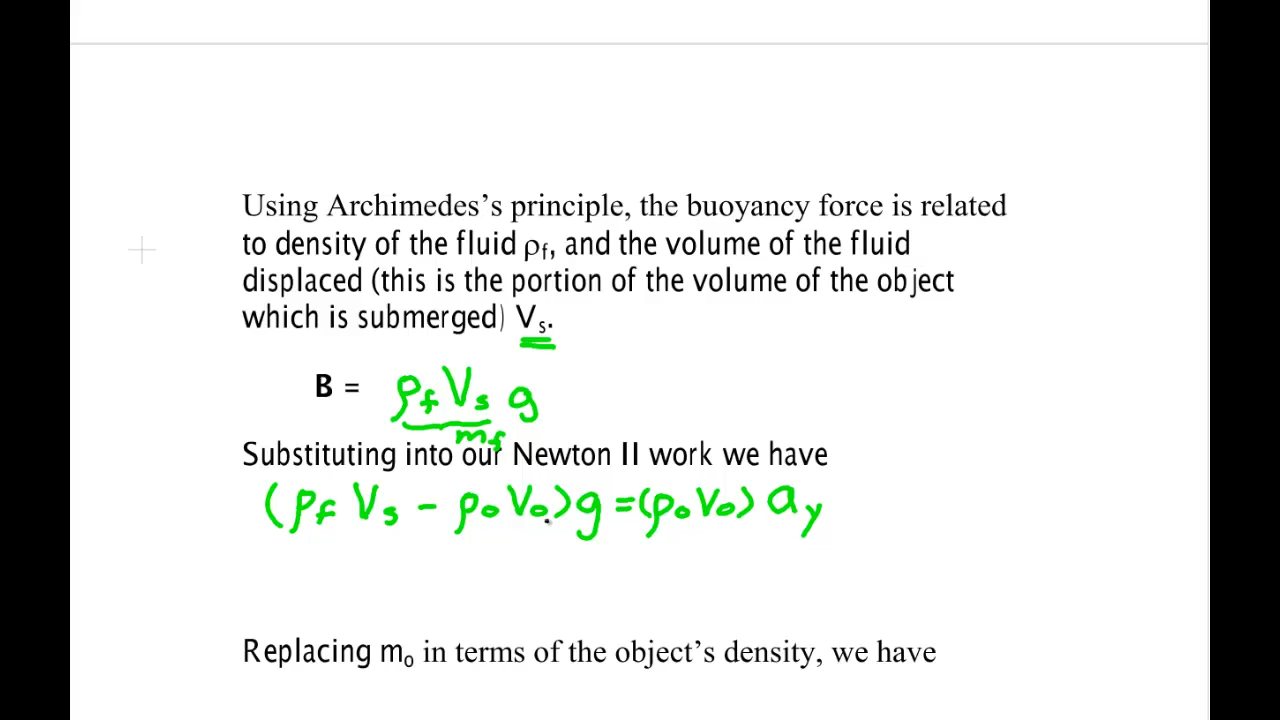 Using Archimedes’s principle, the buoyancy force is related
to density of the fluid ρf, and the volume of the fluid
displaced (this is the portion of the volume of the object
which is submerged) Vs.
B = ρf Vs g
mf
Substituting into our Newton II work we have
(ρf Vs - ρo Vo) g = (ρo Vo) ay
Replacing mo in terms of the object’s density, we have